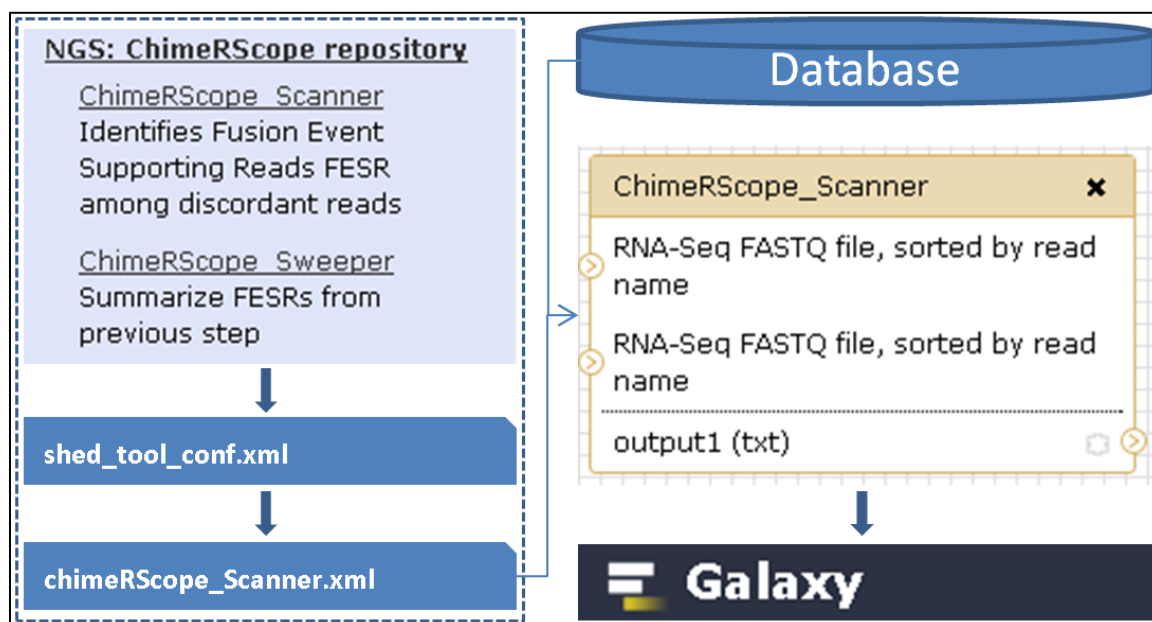 NGS: ChimeRScope repository
ChimeRScope_Scanner
Identifies Fusion Event
Supporting Reads FESR
among discordant reads
ChimeRScope_Sweeper
Summarize FESRs from
previous step
shed_tool_conf.xml
chimeRScope_Scanner.xml
Database
ChimeRScope_Scanner
RNA-Seq FASTQ file, sorted by read
name
RNA-Seq FASTQ file, sorted by read
name
output1 (txt)
Galaxy